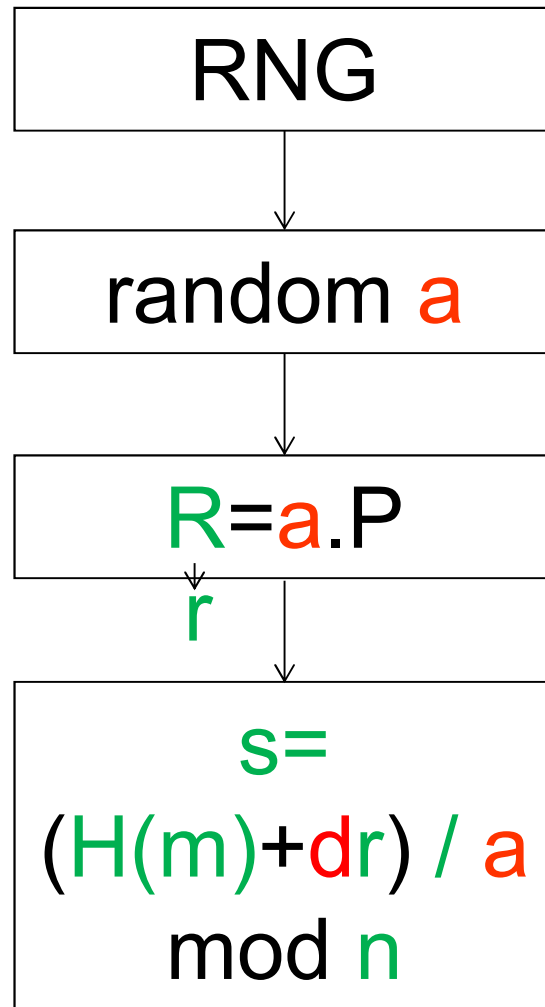 RNG
random a
R=a.P
r
s=
(H(m)+dr) / a
mod n